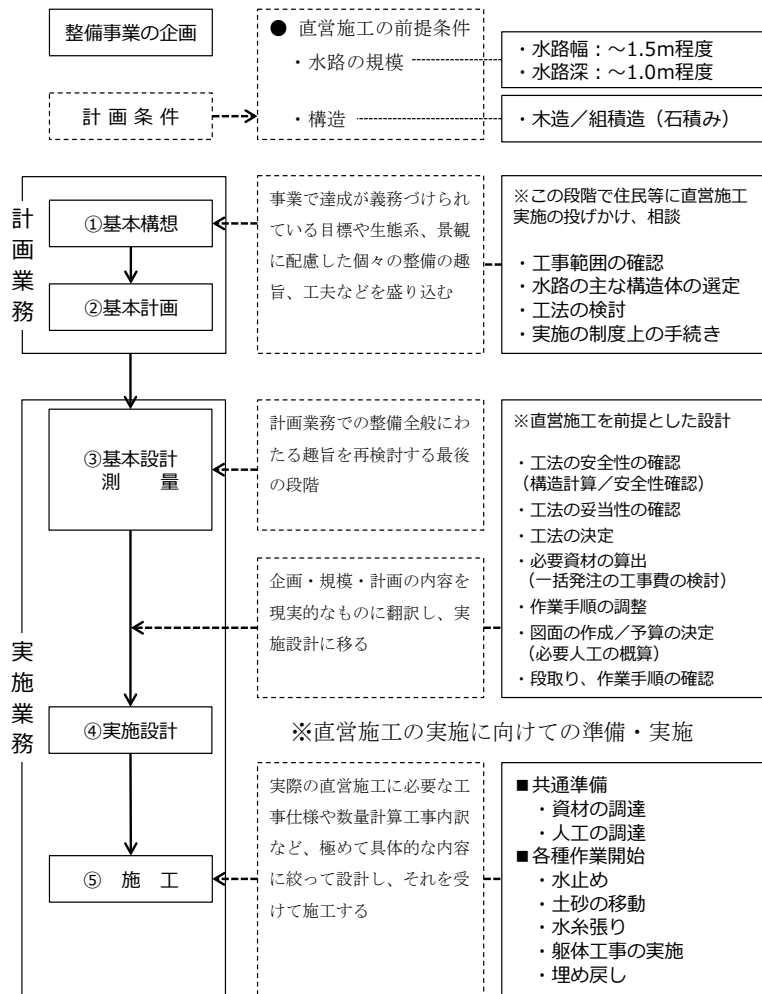 整備事業の企画
計 画 条 件
● 直営施工の前提条件
・水路の規模
・構造
・水路幅：～1.5m程度
・水路深：～1.0m程度
・木造／組積造（石積み）
計画業務
①基本構想
②基本計画
事業で達成が義務づけられ
ている目標や生態系、景観
に配慮した個々の整備の趣
旨、工夫などを盛り込む
※この段階で住民等に直営施工
実施の投げかけ、相談
・工事範囲の確認
・水路の主な構造体の選定
・工法の検討
・実施の制度上の手続き
実施業務
③基本設計
測　　量
計画業務での整備全般にわ
たる趣旨を再検討する最後
の段階
企画・規模・計画の内容を
現実的なものに翻訳し、実
施設計に移る
※直営施工を前提とした設計
・工法の安全性の確認
（構造計算／安全性確認）
・工法の妥当性の確認
・工法の決定
・必要資材の算出
（一括発注の工事費の検討）
・作業手順の調整
・図面の作成／予算の決定
（必要人工の概算）
・段取り、作業手順の確認
④実施設計
※直営施工の実施に向けての準備・実施
⑤　施　工
実際の直営施工に必要な工
事仕様や数量計算工事内訳
など、極めて具体的な内容
に絞って設計し、それを受
けて施工する
■共通準備
・資材の調達
・人工の調達
■各種作業開始
・水止め
・土砂の移動
・水糸張り
・躯体工事の実施
・埋め戻し